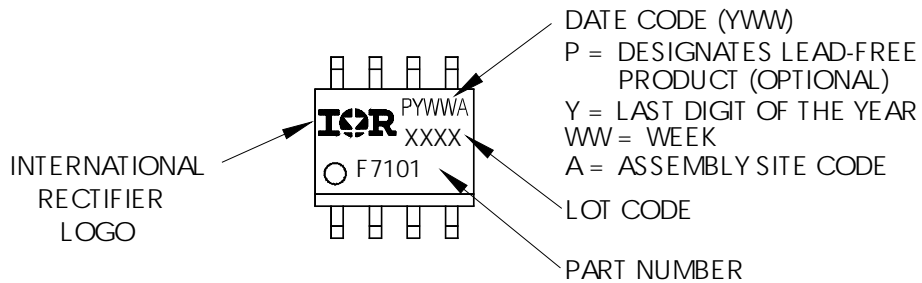 DATE CODE (YWW)
P = DESIGNATES LEAD-FREE
PRODUCT (OPTIONAL)
Y = LAST DIGIT OF THE YEAR
WW = WEEK
A = ASSEMBLY SITE CODE
LOT CODE
PART NUMBER
INTERNATIONAL
RECTIFIER
LOGO
IOR
PYWWA
XXXX
F7101